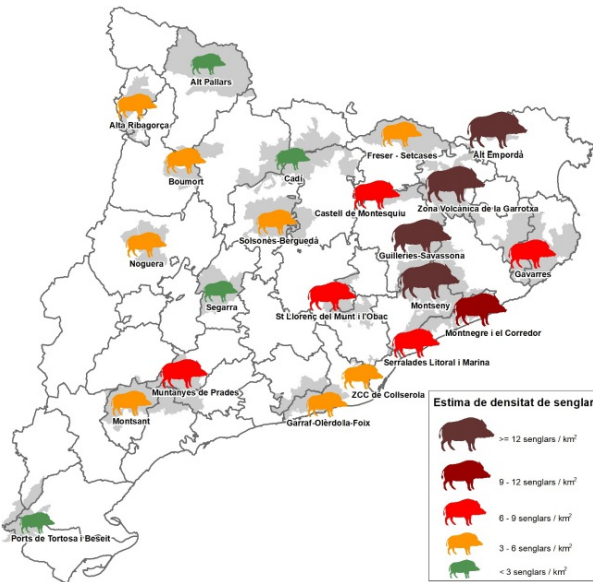 Alt Pallars
Alta Ribagorça
Freser - Setcases
Alt Empordà
Boumort
Cadí
Castell de Montesquiu
Zona Volcànica de la Garrotxa
Solsonès-Berguedà
Guilleries-Savassona
Noguera
Gavarres
Segarra
Montseny
St Llorenç del Munt i l'Obac
Montnegre i el Corredor
Serralades Litoral i Marina
Muntanyes de Prades
ZCC de Collserola
Montsant
Garraf-Olèrdola-Foix
Ports de Tortosa i Beseit
Estima de densitat de senglar
>= 12 senglars / km²
9 - 12 senglars / km²
6 - 9 senglars / km²
3 - 6 senglars / km²
< 3 senglars / km²